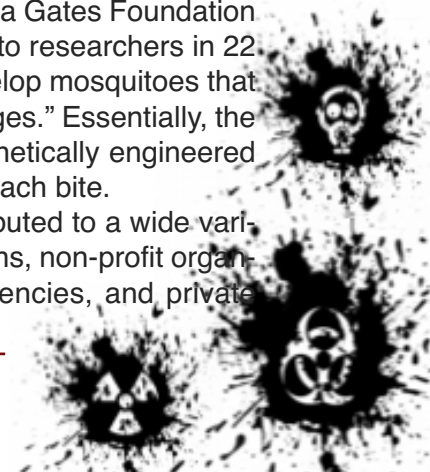 a Gates Foundation
to researchers in 22
elop mosquitoes that
ges.” Essentially, the
netically engineered
ach bite.
buted to a wide vari-
ns, non-profit organ-
encies, and private